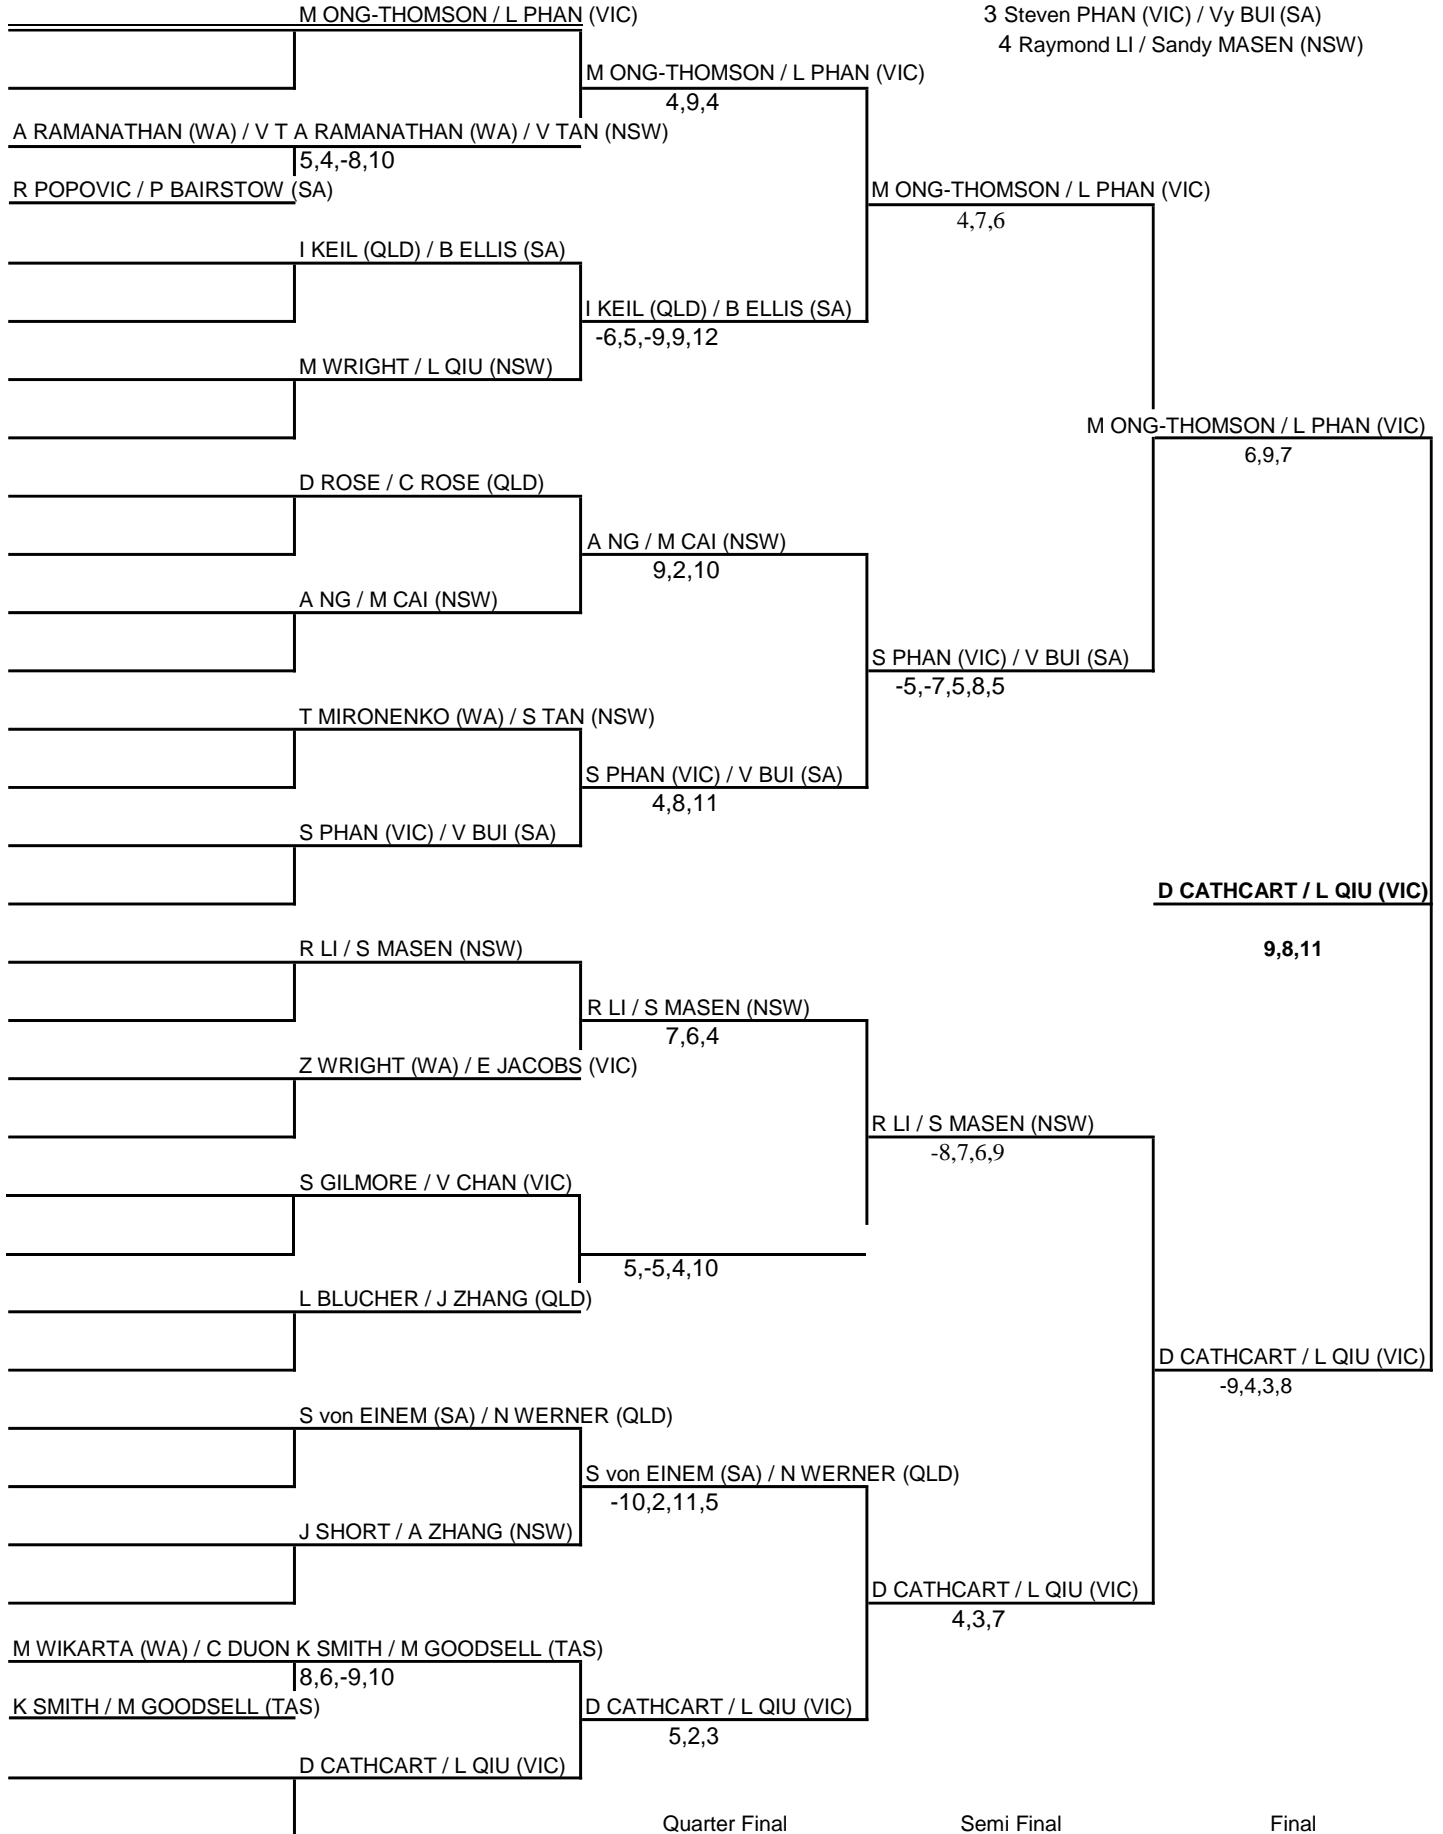 M ONG-THOMSON / L PHAN (VIC)
3 Steven PHAN (VIC) / Vy BUI (SA)
4 Raymond LI / Sandy MASEN (NSW)
M ONG-THOMSON / L PHAN (VIC)
4,9,4
A RAMANATHAN (WA) / V T A RAMANATHAN (WA) / V TAN (NSW)
5,4,-8,10
R POPOVIC / P BAIRSTOW (SA)
M ONG-THOMSON / L PHAN (VIC)
4,7,6
I KEIL (QLD) / B ELLIS (SA)
I KEIL (QLD) / B ELLIS (SA)
-6,5,-9,9,12
M WRIGHT / L QIU (NSW)
M ONG-THOMSON / L PHAN (VIC)
6,9,7
D ROSE / C ROSE (QLD)
A NG / M CAI (NSW)
9,2,10
A NG / M CAI (NSW)
S PHAN (VIC) / V BUI (SA)
-5,-7,5,8,5
T MIRONENKO (WA) / S TAN (NSW)
S PHAN (VIC) / V BUI (SA)
4,8,11
S PHAN (VIC) / V BUI (SA)
D CATHCART / L QIU (VIC)
9,8,11
R LI / S MASEN (NSW)
R LI / S MASEN (NSW)
7,6,4
Z WRIGHT (WA) / E JACOBS (VIC)
R LI / S MASEN (NSW)
-8,7,6,9
S GILMORE / V CHAN (VIC)
5,-5,4,10
L BLUCHER / J ZHANG (QLD)
D CATHCART / L QIU (VIC)
-9,4,3,8
S von EINEM (SA) / N WERNER (QLD)
S von EINEM (SA) / N WERNER (QLD)
-10,2,11,5
J SHORT / A ZHANG (NSW)
D CATHCART / L QIU (VIC)
4,3,7
M WIKARTA (WA) / C DUON K SMITH / M GOODSELL (TAS)
8,6,-9,10
K SMITH / M GOODSELL (TAS)
D CATHCART / L QIU (VIC)
5,2,3
D CATHCART / L QIU (VIC)
Quarter Final
Semi Final
Final